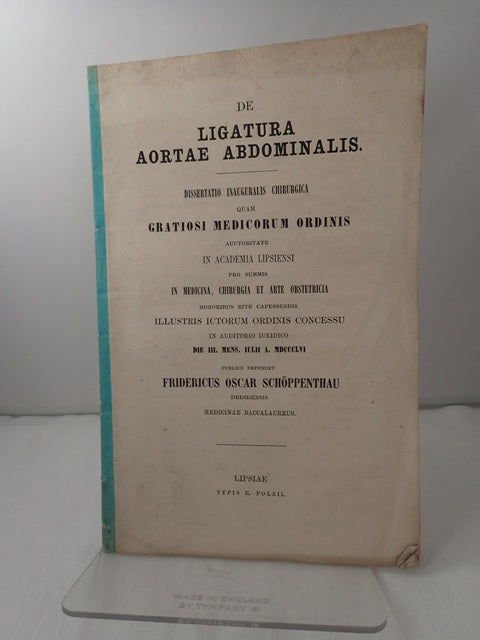 DE
LIGATURA
AORTAE ABDOMINALIS.
DISSERTATIO INAUGURALIS CHIRURGICA
QUAM
GRATIOSI MEDICORUM ORDINIS
AUCTORITATE
IN ACADEMIA LIPSIENSI
PRO SUMMIS
IN MEDICINA, CHIRURGIA ET ARTE OBSTETRICIA
HONORIBUS RITE CAPESSENDIS
ILLUSTRIS ICTORUM ORDINIS CONCESSU
IN AUDITORIO IURIDICO
DIE III. MENS. IULII A. MDCCCLVI
PUBLICE DEFENDET
FRIDERICUS OSCAR SCHÖPPENTHAU
DRESDENSIS
MEDICINAE BACCALAUREUS.
LIPSIAE
TYPIS E. POLZII.
MADE IN ENGLAND
BY TYMPANY ©